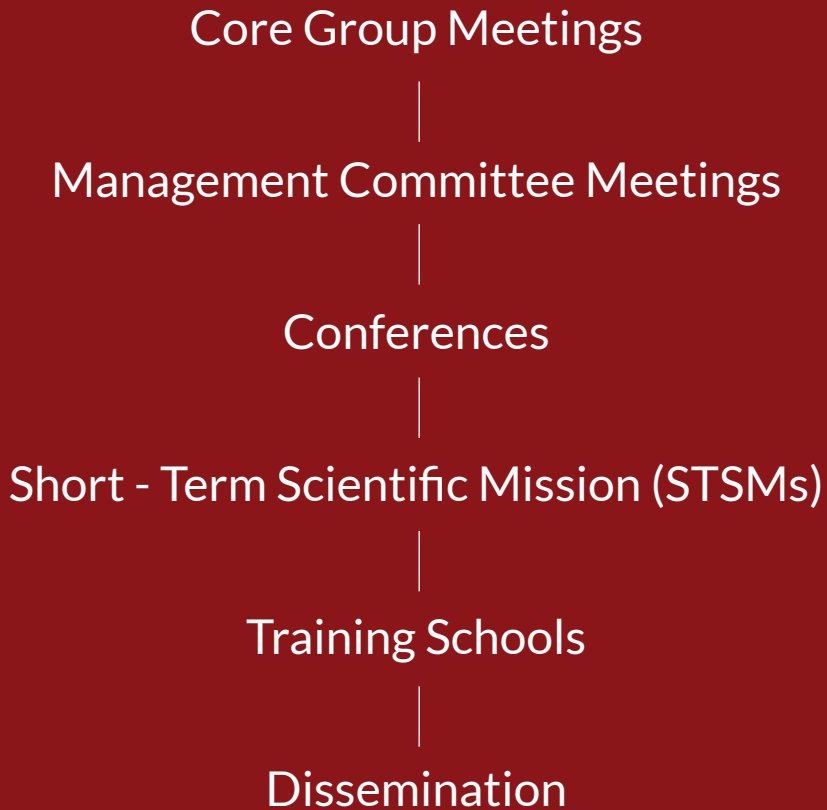 Core Group Meetings
Management Committee Meetings
Conferences
Short - Term Scientific Mission (STSMs)
Training Schools
Dissemination